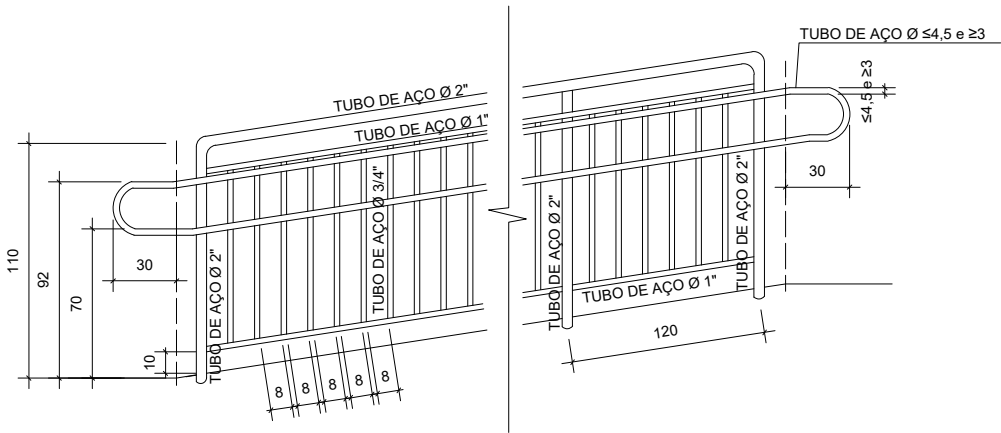 TUBO DE AÇO Ø ≤4,5 e ≥3
≤4,5 e ≥3
TUBO DE AÇO Ø 2"
TUBO DE AÇO Ø 1"
TUBO DE AÇO Ø 3/4"
TUBO DE AÇO Ø 2"
TUBO DE AÇO Ø 2"
TUBO DE AÇO Ø 2"
TUBO DE AÇO Ø 1"
30
30
110
92
70
10
8
8
8
8
8
120